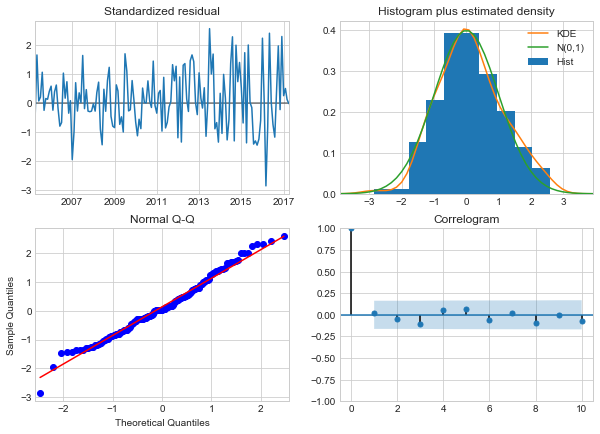 Standardized residual
2
1
0
−1
−2
−3
2007
2009
2011
2013
2015
2017
Histogram plus estimated density
0.4
0.3
0.2
0.1
0.0
KDE
N(0,1)
Hist
−3 −2 −1 0 1 2 3
Normal Q-Q
Sample Quantiles
2
1
0
−1
−2
−3
−2 −1 0 1 2
Theoretical Quantiles
Correlogram
1.00
0.75
0.50
0.25
0.00
−0.25
−0.50
−0.75
−1.00
0 2 4 6 8 10